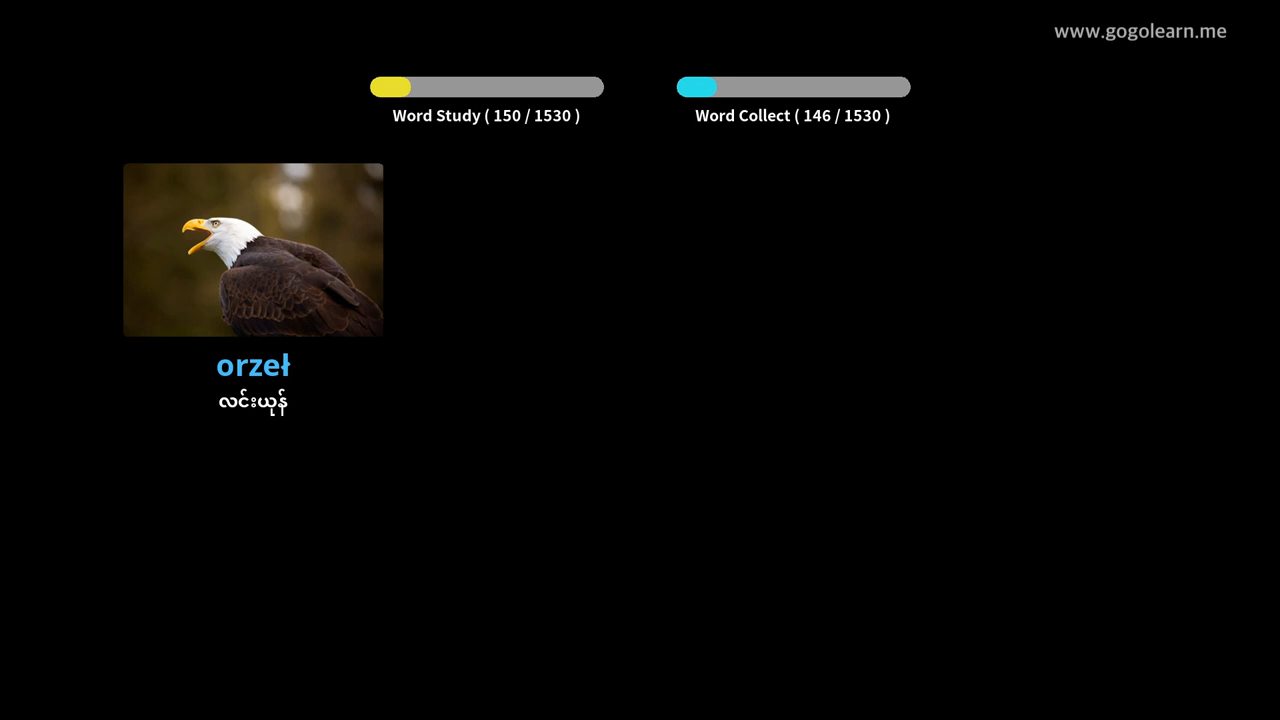 www.gogolearn.me
Word Study ( 150 / 1530 )
Word Collect ( 146 / 1530 )
orzeł
လင်းယုန်